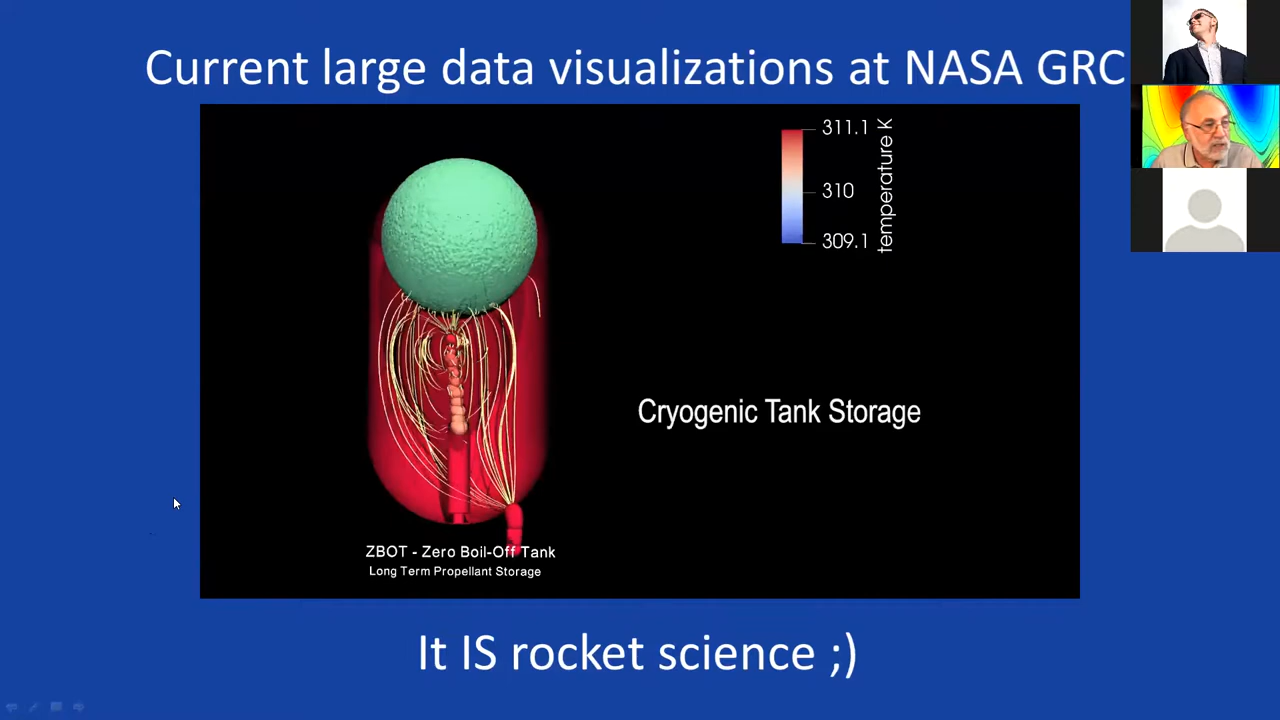 Current large data visualizations at NASA GRC
311.1
310
309.1
temperature K
Cryogenic Tank Storage
ZBOT - Zero Boil-Off Tank
Long Term Propellant Storage
It IS rocket science ;)